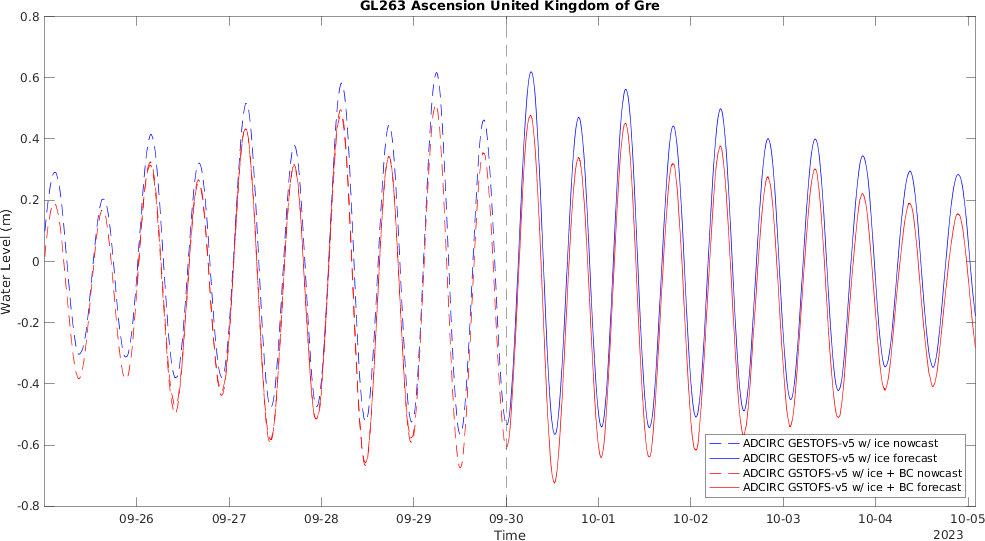 GL263 Ascension United Kingdom of Gre
Water Level (m)
0.8
0.6
0.4
0.2
0
-0.2
-0.4
-0.6
-0.8
ADCIRC GESTOFS-v5 w/ ice nowcast
ADCIRC GESTOFS-v5 w/ ice forecast
ADCIRC GSTOFS-v5 w/ ice + BC nowcast
ADCIRC GSTOFS-v5 w/ ice + BC forecast
09-26 09-27 09-28 09-29 09-30 10-01 10-02 10-03 10-04 10-05
Time
2023